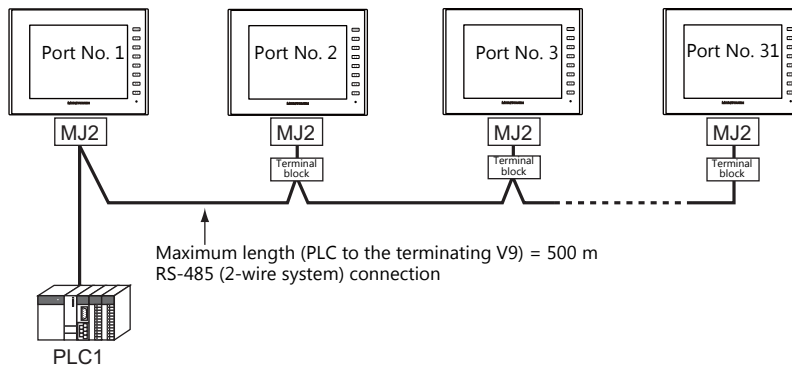 Port No. 1
Port No. 2
Port No. 3
Port No. 31
MJ2
MJ2
MJ2
MJ2
Terminal
block
Terminal
block
Terminal
block
Maximum length (PLC to the terminating V9) = 500 m
RS-485 (2-wire system) connection
PLC1